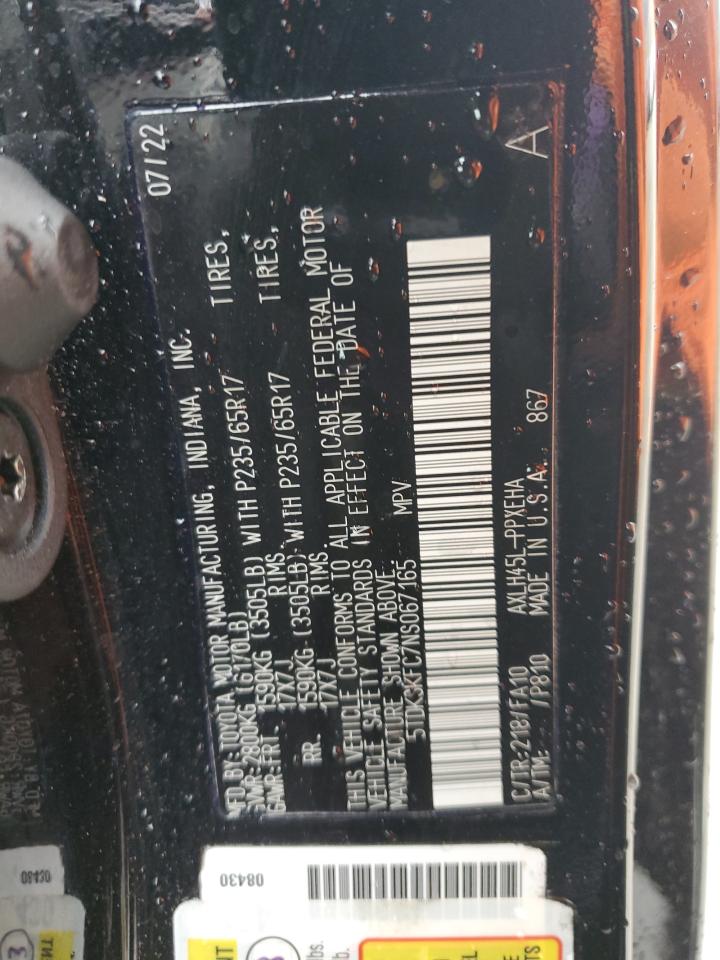 07/22
MFD.BY:TOYOTA MOTOR MANUFACTURING, INDIANA, INC.
GVWR:2800KG (6170LB)
GAWR:FRT. 1590KG (3505LB) WITH P235/65R17 TIRES,
17X7J RIMS.
RR. 1590KG (3505LB) WITH P235/65R17 TIRES,
17X7J RIMS.
THIS VEHICLE CONFORMS TO ALL APPLICABLE FEDERAL MOTOR
VEHICLE SAFETY STANDARDS IN EFFECT ON THE DATE OF
MANUFACTURE SHOWN ABOVE.
5TDK3KFC7NS067165 MPV
C/TR:218/FA10 AXLH45L-PPXEHA
A/TM: /P810 MADE IN U.S.A. 867
A
08430
lbs.